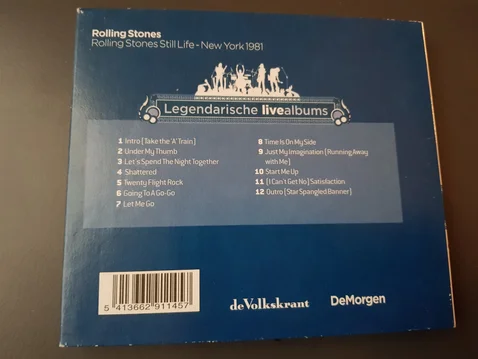 Rolling Stones
Rolling Stones Still Life - New York 1981
Legendarische livealbums
1 Intro [Take the 'A' Train]
2 Under My Thumb
3 Let's Spend The Night Together
4 Shattered
5 Twenty Flight Rock
6 Going To A Go-Go
7 Let Me Go
8 Time Is On My Side
9 Just My Imagination [Running Away
with Me]
10 Start Me Up
11 [I Can't Get No] Satisfaction
12 Outro [Star Spangled Banner]
5 413662 911457
de Volkskrant
DeMorgen